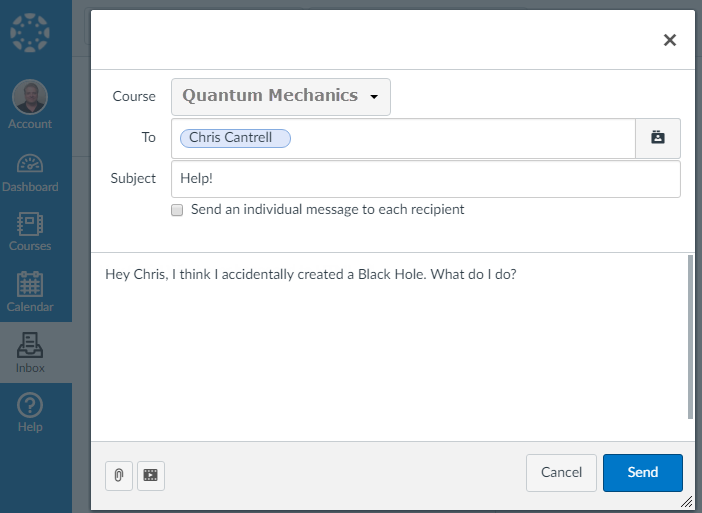 Account
Dashboard
Courses
Calendar
Inbox
Help
Course Quantum Mechanics
To Chris Cantrell
Subject Help!
Send an individual message to each recipient
Hey Chris, I think I accidentally created a Black Hole. What do I do?
Cancel Send